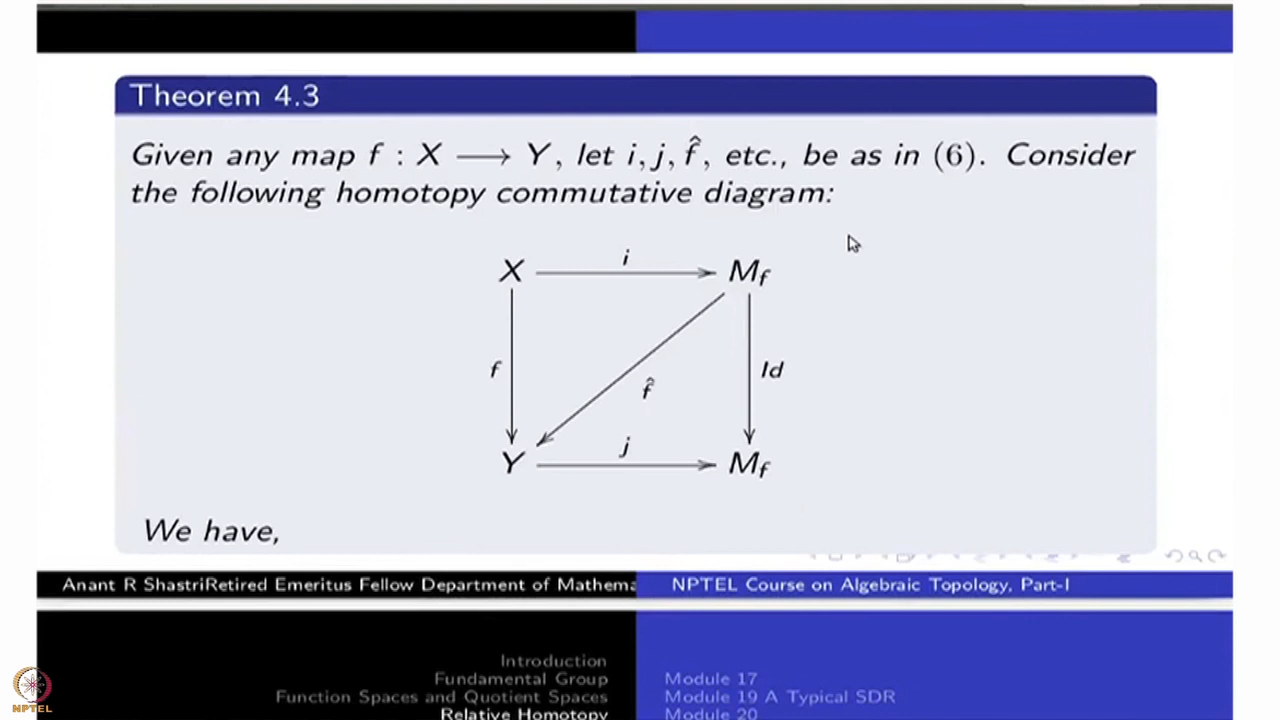 Theorem 4.3
Given any map f : X ⟶ Y, let i, j, f̂, etc., be as in (6). Consider
the following homotopy commutative diagram:
X i M_f
f f̂ Id
Y j M_f
We have,
Anant R ShastriRetired Emeritus Fellow Department of Mathema
NPTEL Course on Algebraic Topology, Part-I
Introduction
Fundamental Group
Function Spaces and Quotient Spaces
Relative Homotopy
Module 17
Module 19 A Typical SDR
Module 20
NPTEL